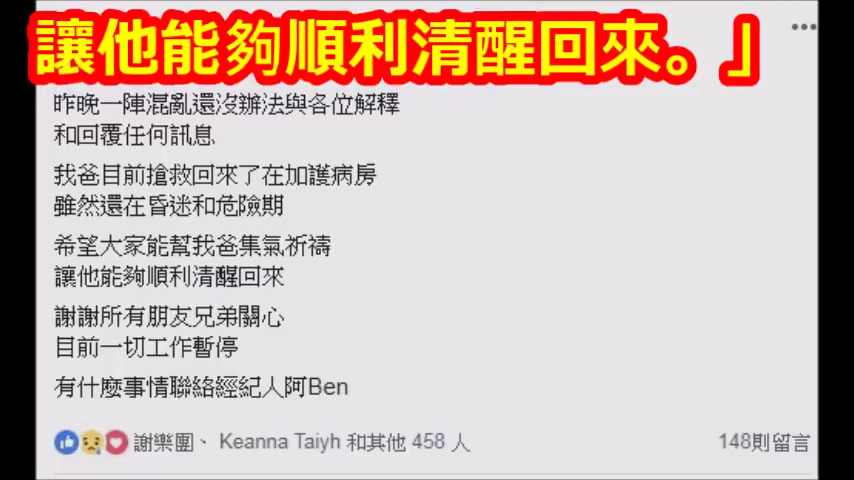 讓他能夠順利清醒回來。」
昨晚一陣混亂還沒辦法與各位解釋
和回覆任何訊息
我爸目前搶救回來了在加護病房
雖然還在昏迷和危險期
希望大家能幫我爸集氣祈禱
讓他能夠順利清醒回來
謝謝所有朋友兄弟關心
目前一切工作暫停
有什麼事情聯絡經紀人阿Ben
謝樂團、 Keanna Taiyh 和其他 458 人
148則留言